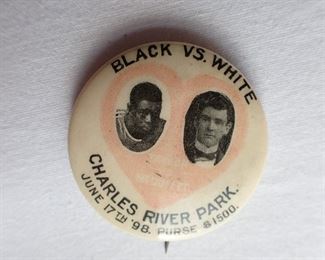 BLACK VS. WHITE
CHARLES RIVER PARK.
JUNE 17TH '98. PURSE $1500.